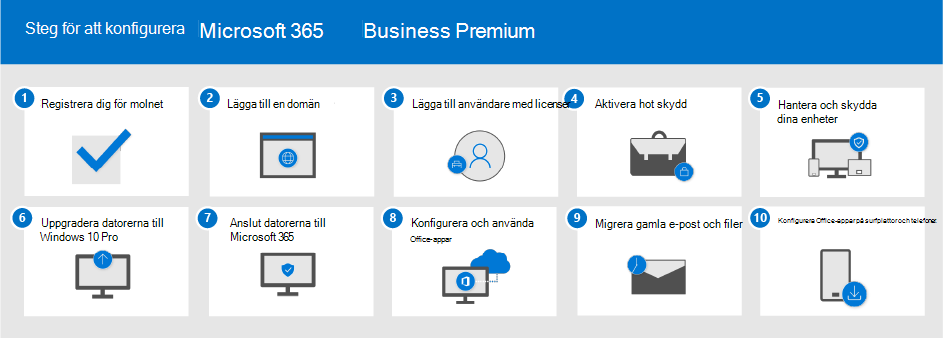 Steg för att konfigurera Microsoft 365 Business Premium
1
Registrera dig för molnet
2
Lägga till en domän
3
Lägga till användare med licenser
4
Aktivera hot skydd
5
Hantera och skydda
dina enheter
6
Uppgradera datorerna till
Windows 10 Pro
7
Anslut datorerna till
Microsoft 365
8
Konfigurera och använda
Office-appar
9
Migrera gamla e-post och filer
10
Konfigurera Office-appar på surfplattor och telefoner